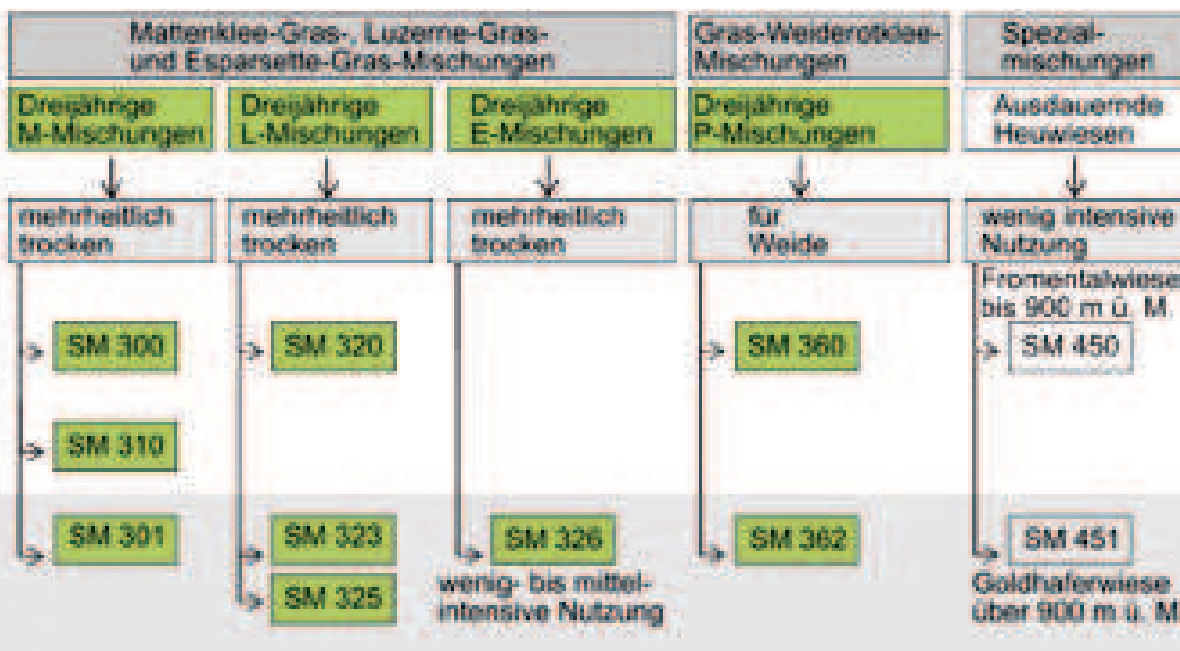 Mattenklee-Gras-, Luzerne-Gras-
und Esparsette-Gras-Mischungen
Gras-Weiderotklee-
Mischungen
Spezial-
mischungen
Dreijährige
M-Mischungen
Dreijährige
L-Mischungen
Dreijährige
E-Mischungen
Dreijährige
P-Mischungen
Ausdauernde
Heuwiesen
mehrheitlich
trocken
mehrheitlich
trocken
mehrheitlich
trocken
für
Weide
wenig intensive
Nutzung
Fromentalwiese
bis 900 m ü. M.
SM 300
SM 320
SM 360
SM 450
SM 310
SM 301
SM 323
SM 326
SM 362
SM 451
SM 325
wenig- bis mittel-
intensive Nutzung
Goldhaferwiese
über 900 m ü. M